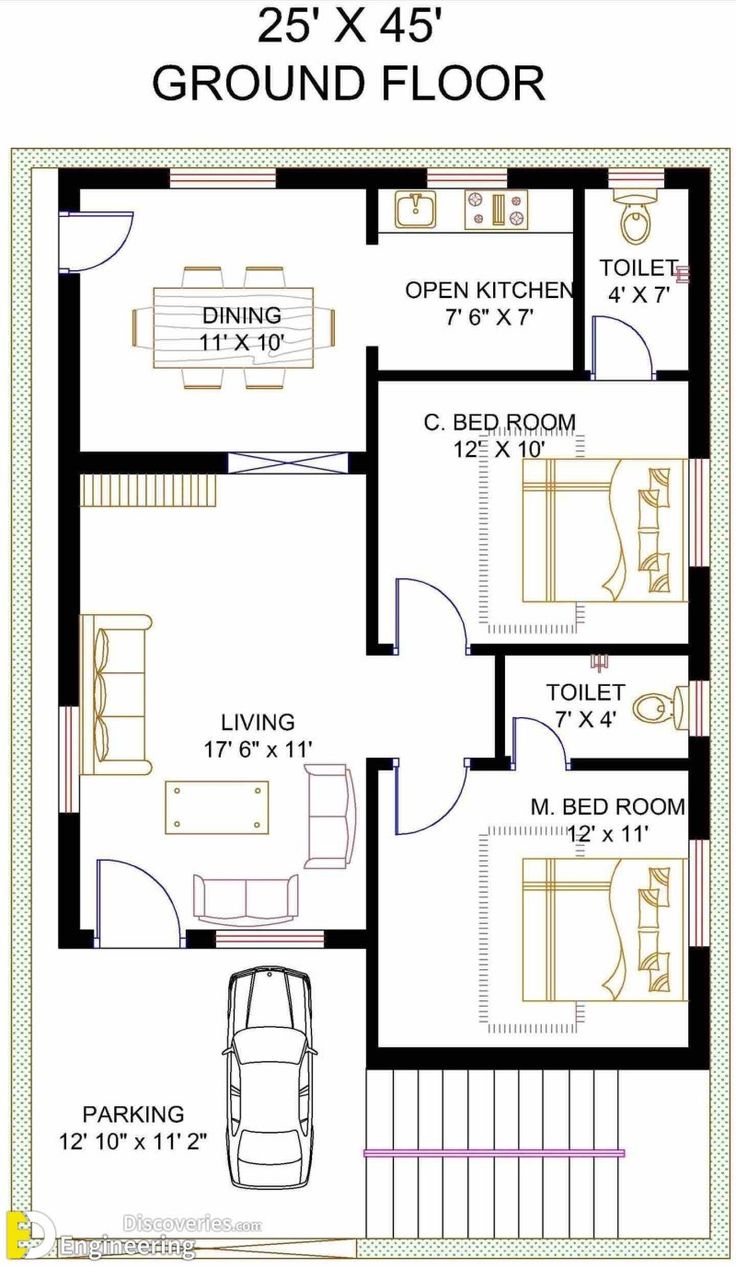 25' X 45'
GROUND FLOOR
DINING
11' X 10'
OPEN KITCHEN
7' 6" X 7'
TOILET
4' X 7'
C. BED ROOM
12' X 10'
LIVING
17' 6" x 11'
TOILET
7' X 4'
M. BED ROOM
12' x 11'
PARKING
12' 10" x 11' 2"
ED
Discoveries.com
Engineering